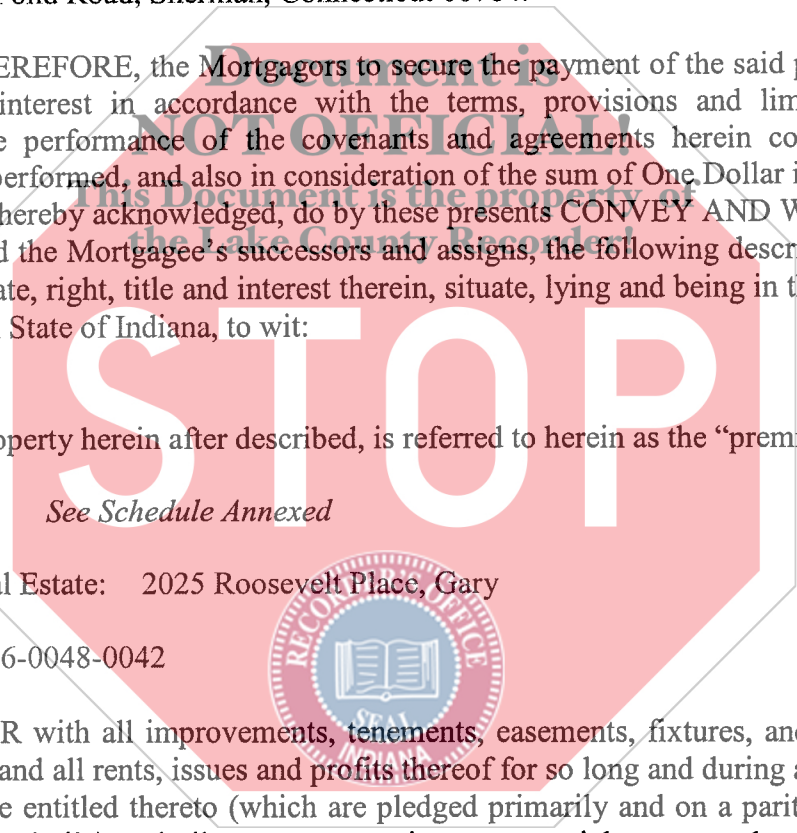 Pond Road, Sherman, Connecticut
EREFORE, the Mortgagors to secure the payment of the said
Document is
interest in accordance with the terms, provisions and lim
NOT OFFICIAL!
e performance of the covenants and agreements herein co
performed, and also in consideration of the sum of One Dollar i
This Document is the property of
hereby acknowledged, do by these presents CONVEY AND W
the Lake County Recorder!
d the Mortgagee's successors and assigns, the following descr
ate, right, title and interest therein, situate, lying and being in t
State of Indiana, to wit:
STOP
operty herein after described, is referred to herein as the “premi
See Schedule Annexed
al Estate: 2025 Roosevelt Place, Gary
6-0048-0042
RECORDER'S OFFICE
SEAL
INDIANA
R with all improvements, tenements, easements, fixtures, an
and all rents, issues and profits thereof for so long and during a
e entitled thereto (which are pledged primarily and on a parit